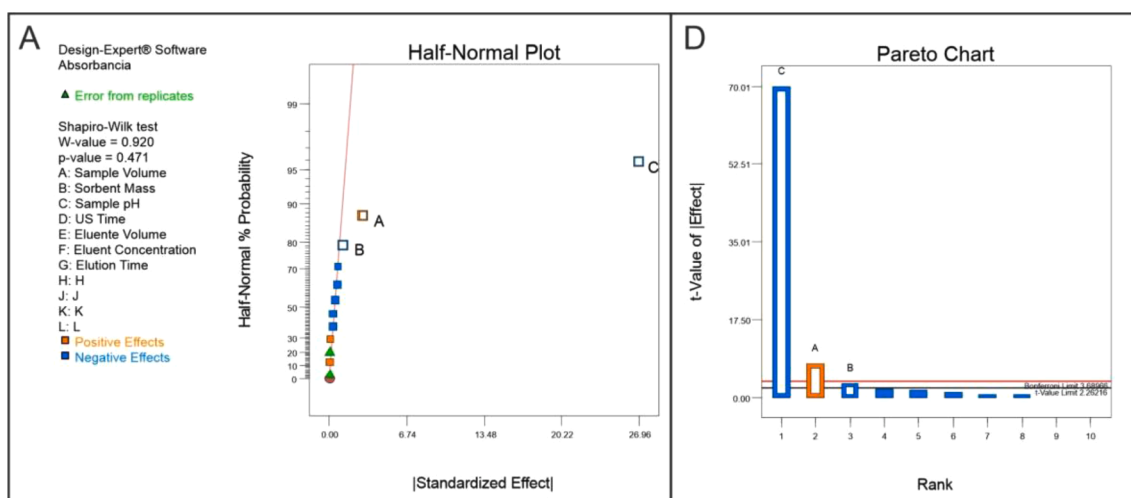 A
Design-Expert® Software
Absorbancia
Error from replicates
Shapiro-Wilk test
W-value = 0.920
p-value = 0.471
A: Sample Volume
B: Sorbent Mass
C: Sample pH
D: US Time
E: Eluente Volume
F: Eluent Concentration
G: Elution Time
H: H
J: J
K: K
L: L
Positive Effects
Negative Effects
Half-Normal Plot
Half-Normal % Probability
99
95
90
80
70
50
30
20
10
0
C
A
B
0.00 6.74 13.48 20.22 26.96
|Standardized Effect|
D
Pareto Chart
t-Value of |Effect|
70.01
52.51
35.01
17.50
0.00
C
A
B
Bonferroni Limit 3.68966
t-Value Limit 2.26216
1 2 3 4 5 6 7 8 9 10
Rank